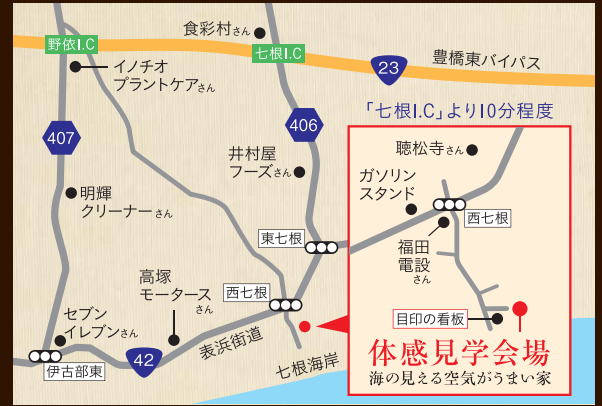 食彩村さん
野依I.C
七根I.C
イノチオ
プラントケアさん
23
豊橋東バイパス
「七根I.C」より10分程度
407
406
井村屋
フーズさん
明輝
クリーナーさん
東七根
高塚
モータースさん
西七根
セブン
イレブンさん
42
表浜街道
伊古部東
七根海岸
聴松寺さん
ガソリン
スタンド
西七根
福田
電設
さん
目印の看板
体感見学会場
海の見える空気がうまい家